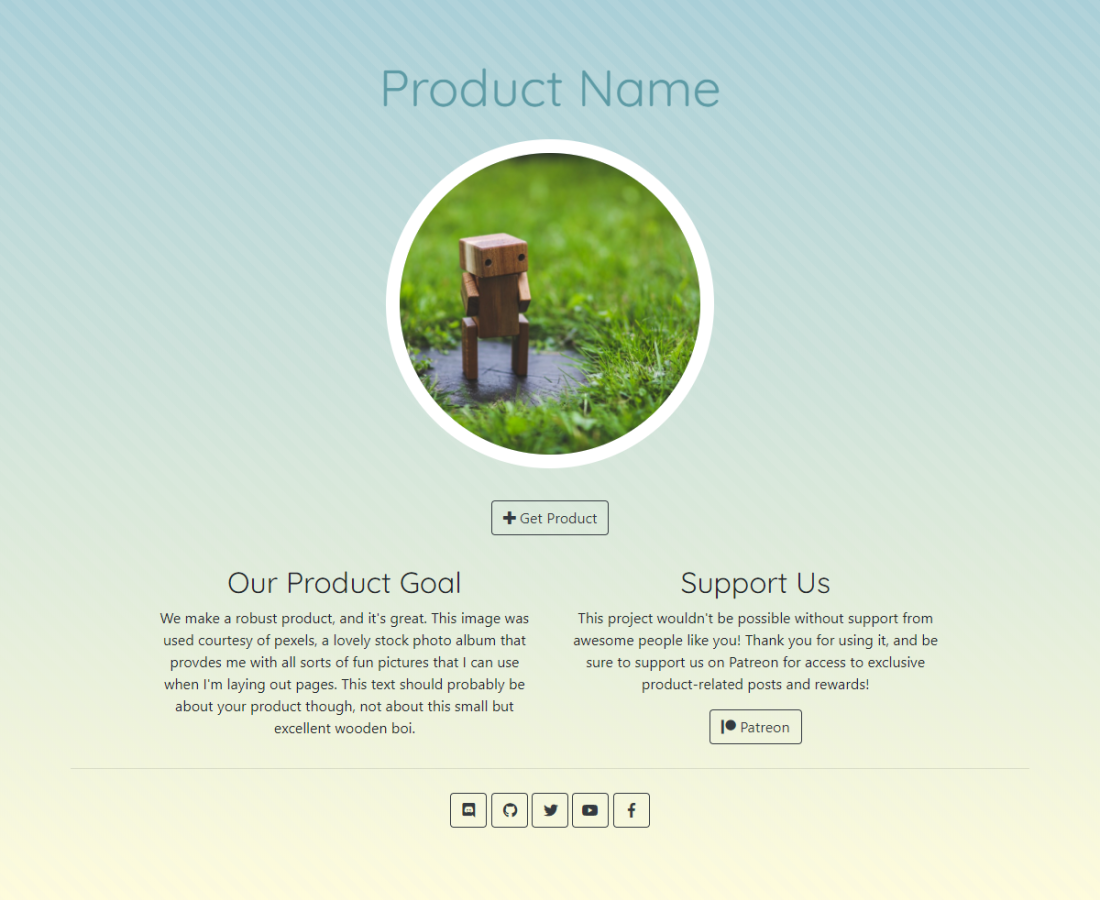 Product Name
Get Product
Our Product Goal
We make a robust product, and it's great. This image was
used courtesy of pexels, a lovely stock photo album that
provdes me with all sorts of fun pictures that I can use
when I'm laying out pages. This text should probably be
about your product though, not about this small but
excellent wooden boi.
Support Us
This project wouldn't be possible without support from
awesome people like you! Thank you for using it, and be
sure to support us on Patreon for access to exclusive
product-related posts and rewards!
Patreon